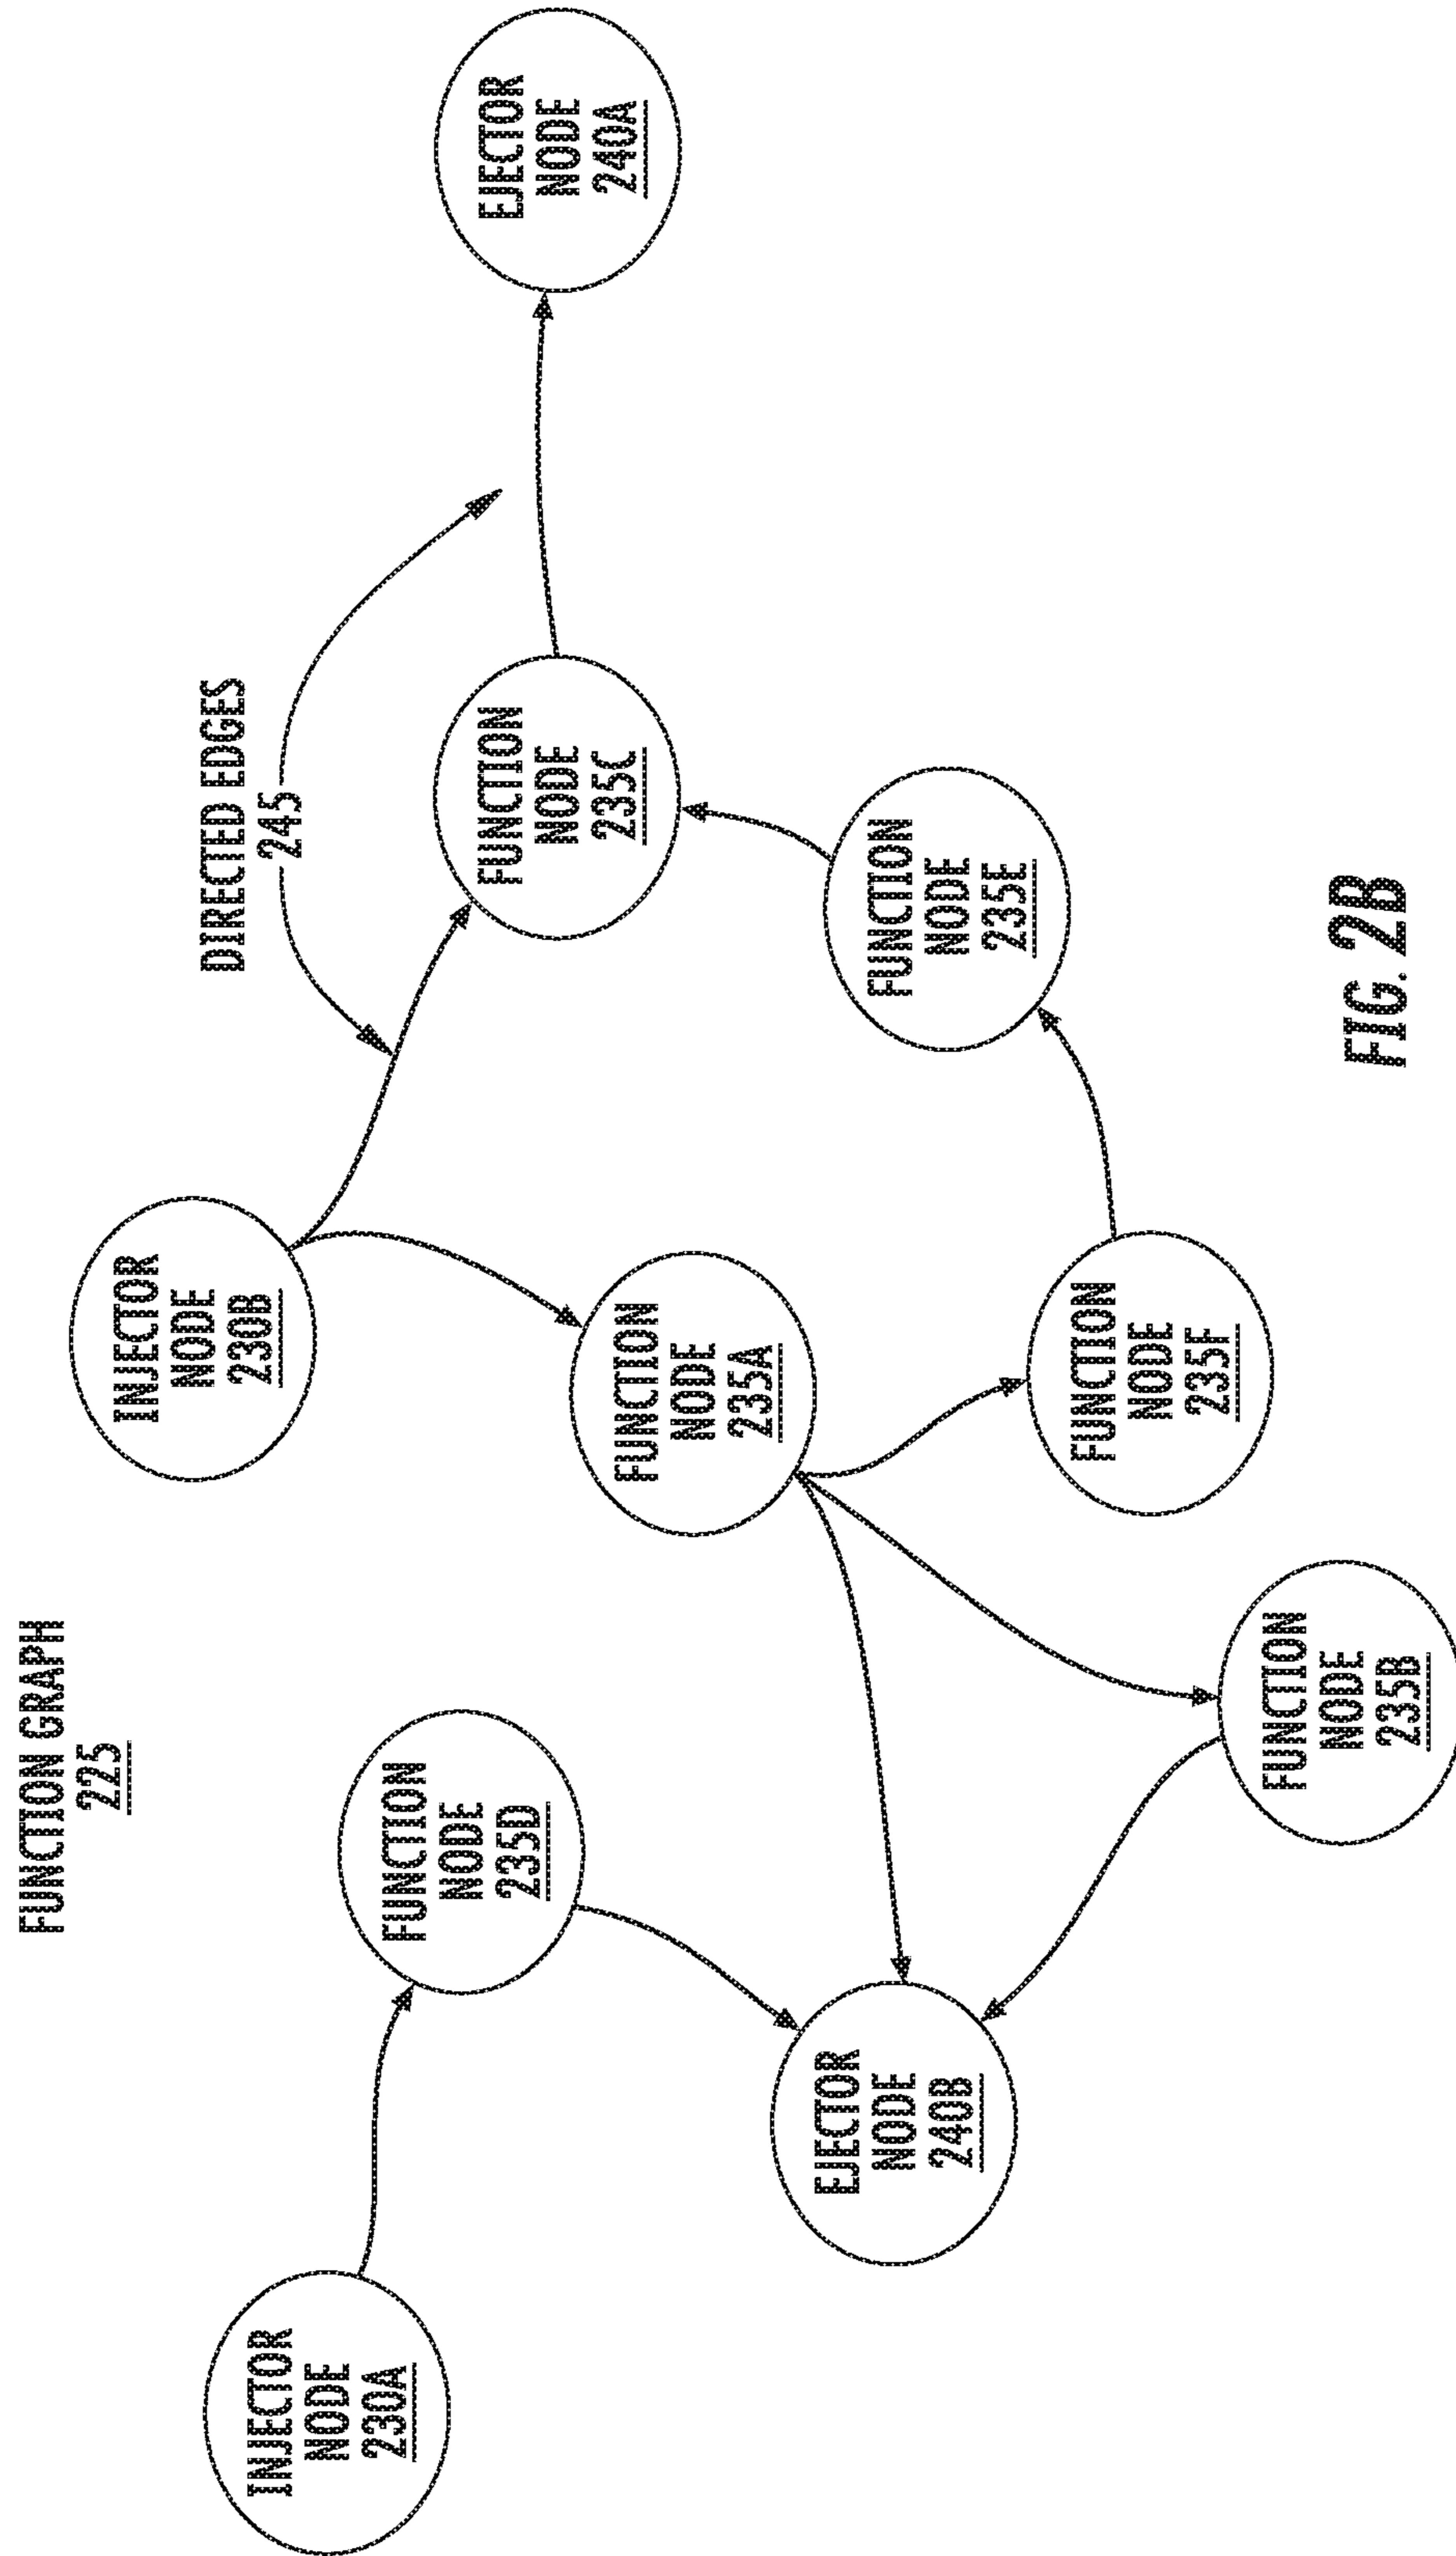 FUNCTION GRAPH
225
DIRECTED EDGES
245
INJECTOR
NODE
230A
FUNCTION
NODE
235D
INJECTOR
NODE
230B
FUNCTION
NODE
235C
EJECTOR
NODE
240A
EJECTOR
NODE
240B
FUNCTION
NODE
235A
FUNCTION
NODE
235E
FUNCTION
NODE
235B
FUNCTION
NODE
235F
FIG. 2B